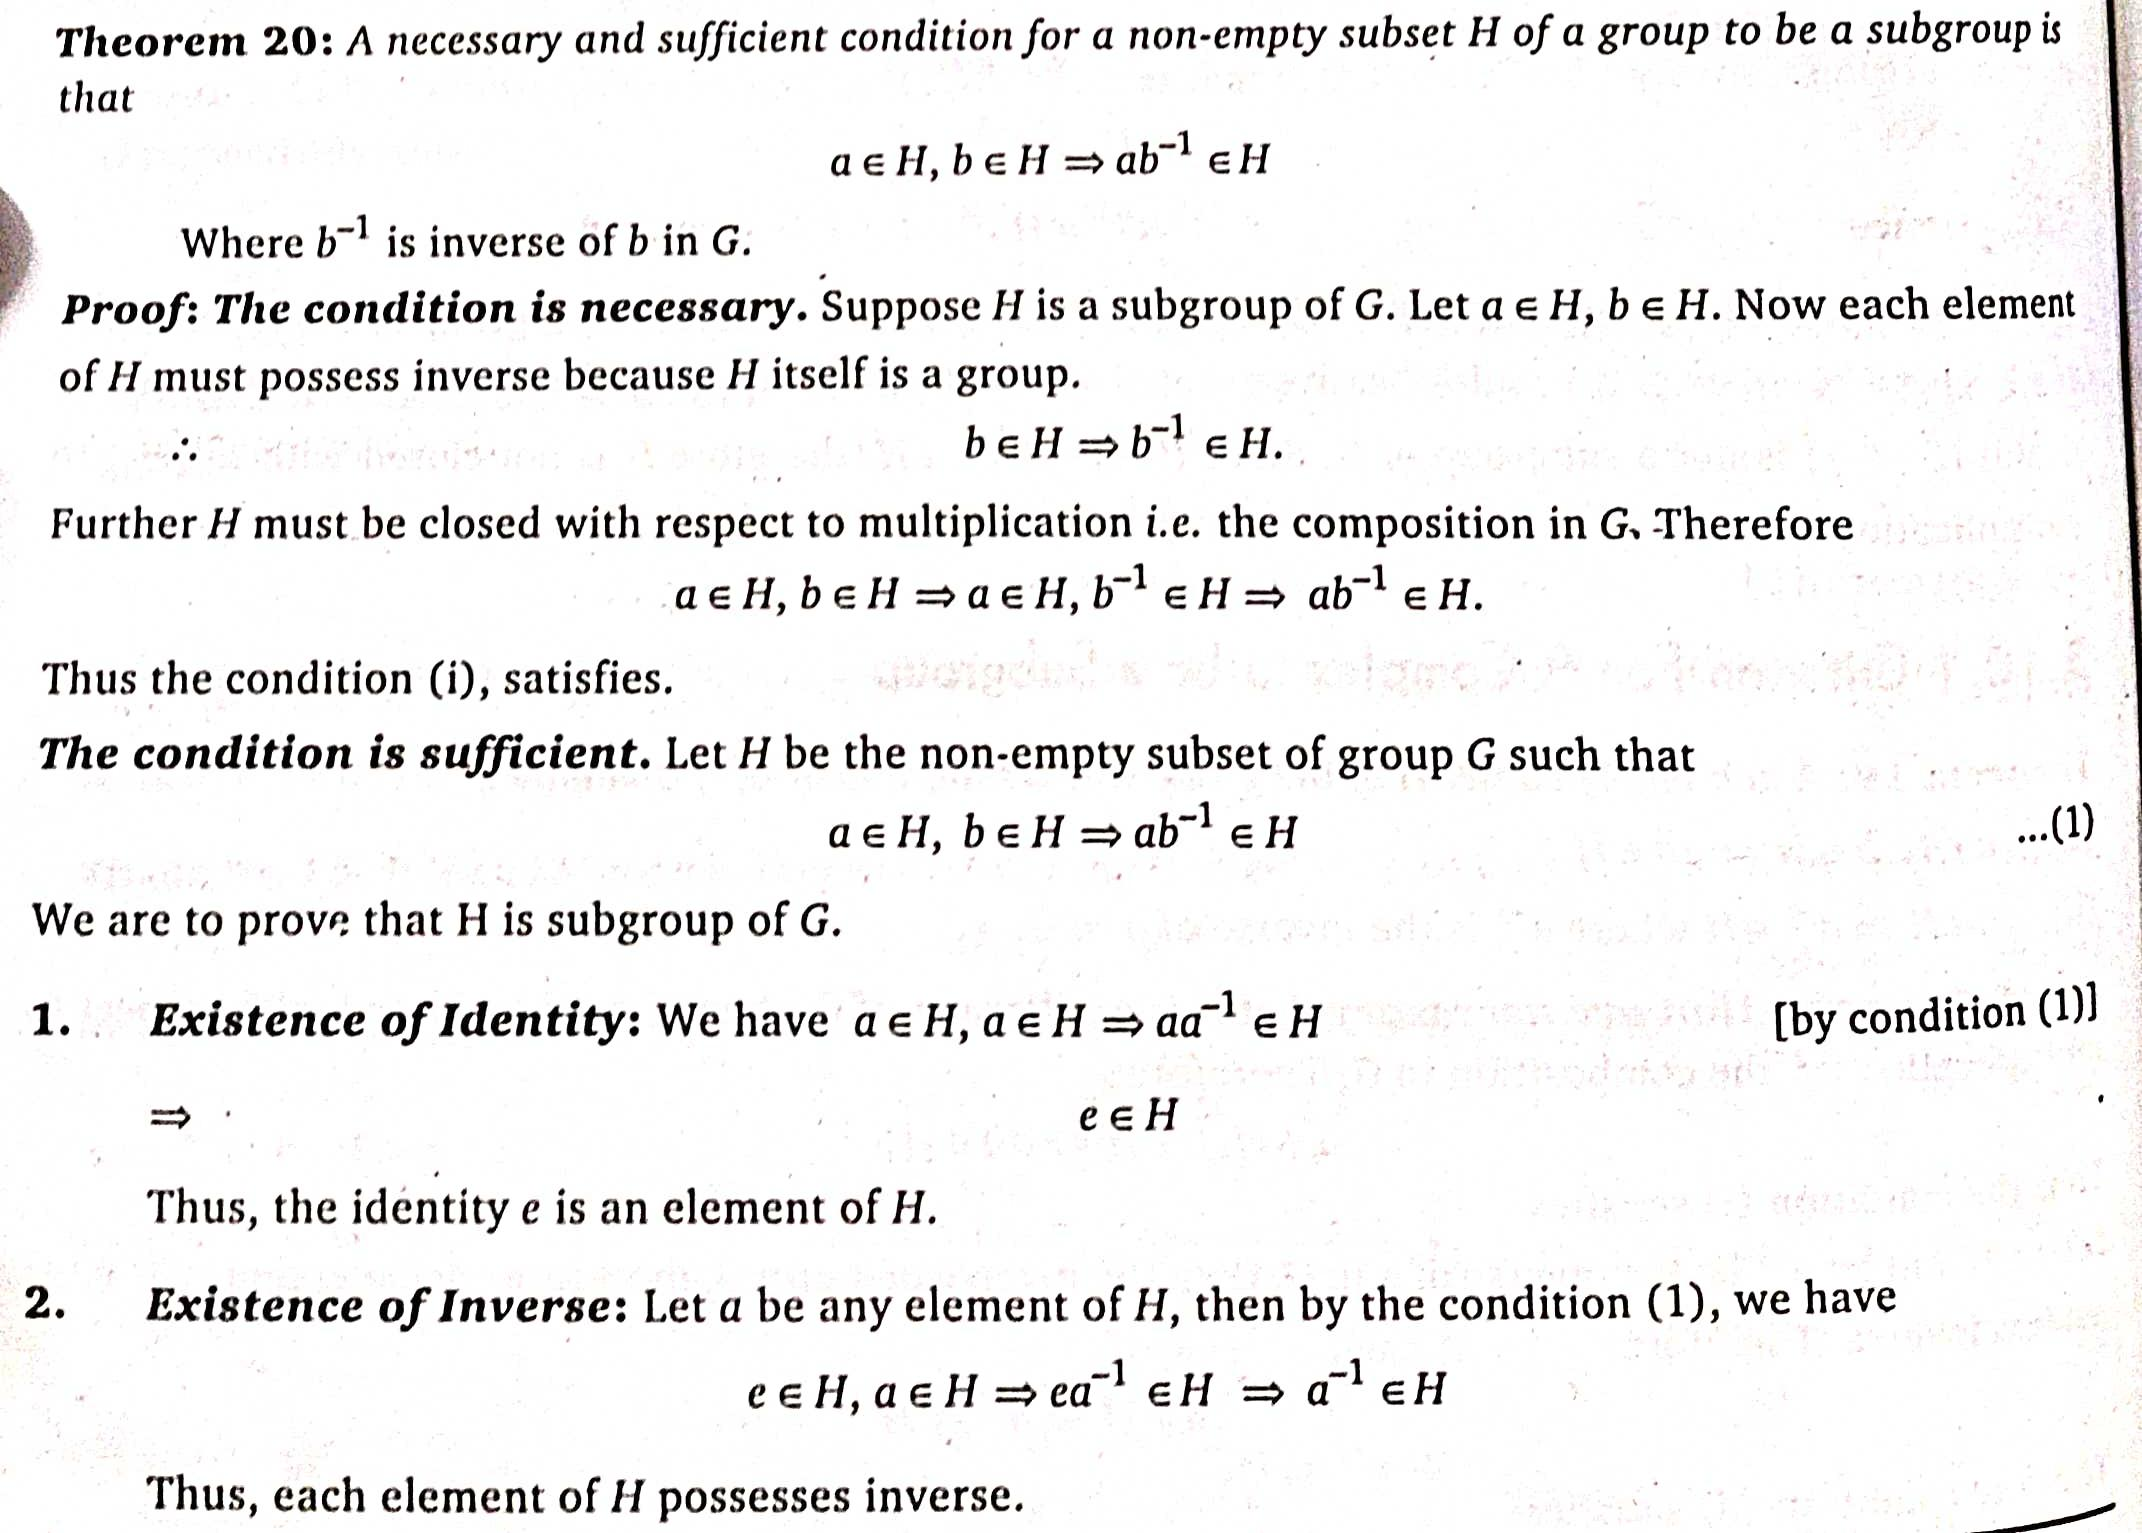 Theorem 20: A necessary and sufficient condition for a non-empty subset H of a group to be a subgroup is
that
a ∈ H, b ∈ H ⇒ ab⁻¹ ∈ H
Where b⁻¹ is inverse of b in G.
Proof: The condition is necessary. Suppose H is a subgroup of G. Let a ∈ H, b ∈ H. Now each element
of H must possess inverse because H itself is a group.
∴ b ∈ H ⇒ b⁻¹ ∈ H.
Further H must be closed with respect to multiplication i.e. the composition in G. Therefore
a ∈ H, b ∈ H ⇒ a ∈ H, b⁻¹ ∈ H ⇒ ab⁻¹ ∈ H.
Thus the condition (i), satisfies.
The condition is sufficient. Let H be the non-empty subset of group G such that
a ∈ H, b ∈ H ⇒ ab⁻¹ ∈ H ...(1)
We are to prove that H is subgroup of G.
1. Existence of Identity: We have a ∈ H, a ∈ H ⇒ aa⁻¹ ∈ H [by condition (1)]
⇒ e ∈ H
Thus, the identity e is an element of H.
2. Existence of Inverse: Let a be any element of H, then by the condition (1), we have
e ∈ H, a ∈ H ⇒ ea⁻¹ ∈ H ⇒ a⁻¹ ∈ H
Thus, each element of H possesses inverse.